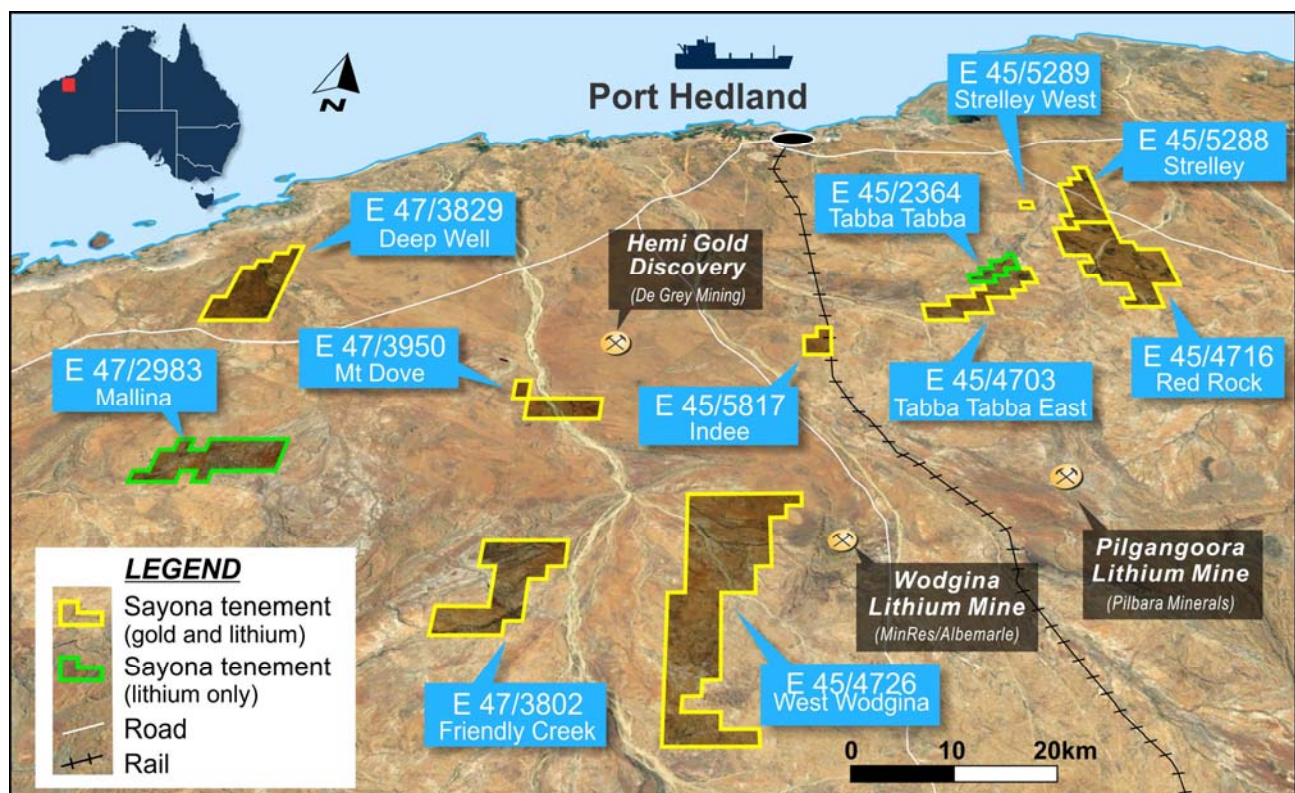 Port Hedland
N
E 45/5289
Strelley West
E 45/5288
Strelley
E 45/2364
Tabba Tabba
E 47/3829
Deep Well
Hemi Gold
Discovery
(De Grey Mining)
E 47/3950
Mt Dove
E 47/2983
Mallina
E 45/5817
Indee
E 45/4703
Tabba Tabba East
E 45/4716
Red Rock
Pilgangoora
Lithium Mine
(Pilbara Minerals)
Wodgina
Lithium Mine
(MinRes/Albemarle)
E 47/3802
Friendly Creek
E 45/4726
West Wodgina
LEGEND
Sayona tenement
(gold and lithium)
Sayona tenement
(lithium only)
Road
Rail
0 10 20km